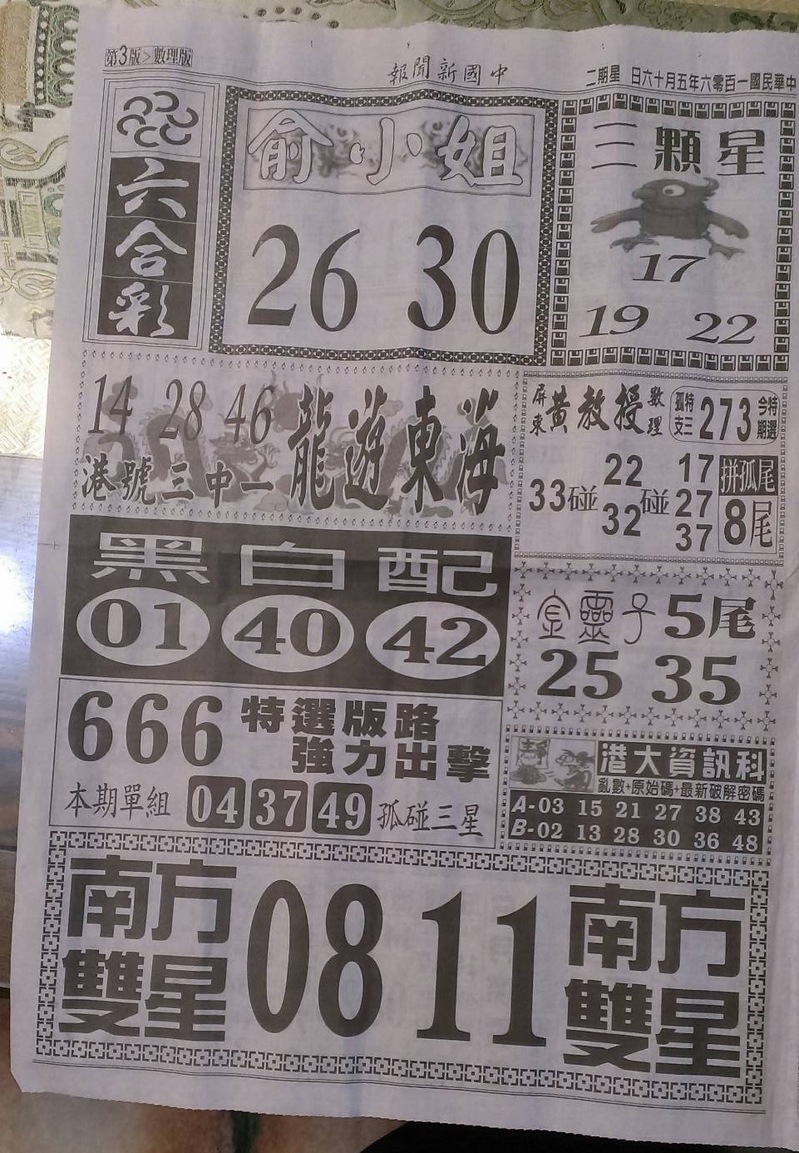 第3版>數理版
報聞新國中
日六十月五年六零百一國民華中 二期星
六合彩
俞小姐
26 30
三顆星
17
19 22
14 28 46
港號三中一
龍遊東海
屏東黃教授數理
孤特支三 273 今期特選
33碰 22 32 碰 17 27 37
拼孤尾
8尾
黑白配
01 40 42
5尾
25 35
666 特選版路
強力出擊
本期單組 04 37 49 孤碰三星
港大資訊科
亂數+原始碼+最新破解密碼
A-03 15 21 27 38 43
B-02 13 28 30 36 48
南方雙星 08 11 南方雙星